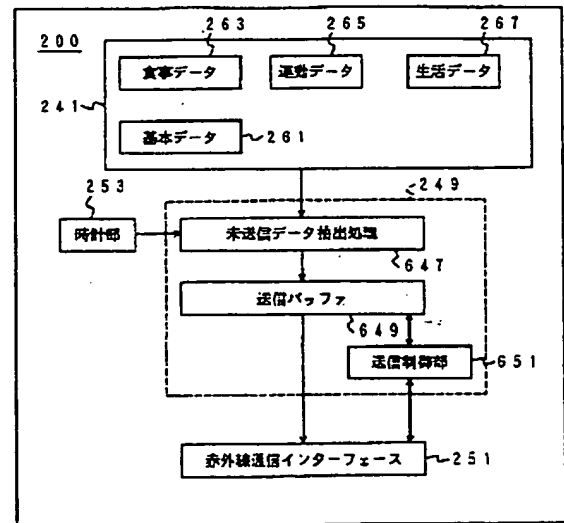 200
263 265 267
食事データ 運動データ 生活データ
241
基本データ 261
253 249
時計部 未送信データ抽出処理
647
送信バッファ
649
送信制御部 651
赤外線通信インターフェース 251